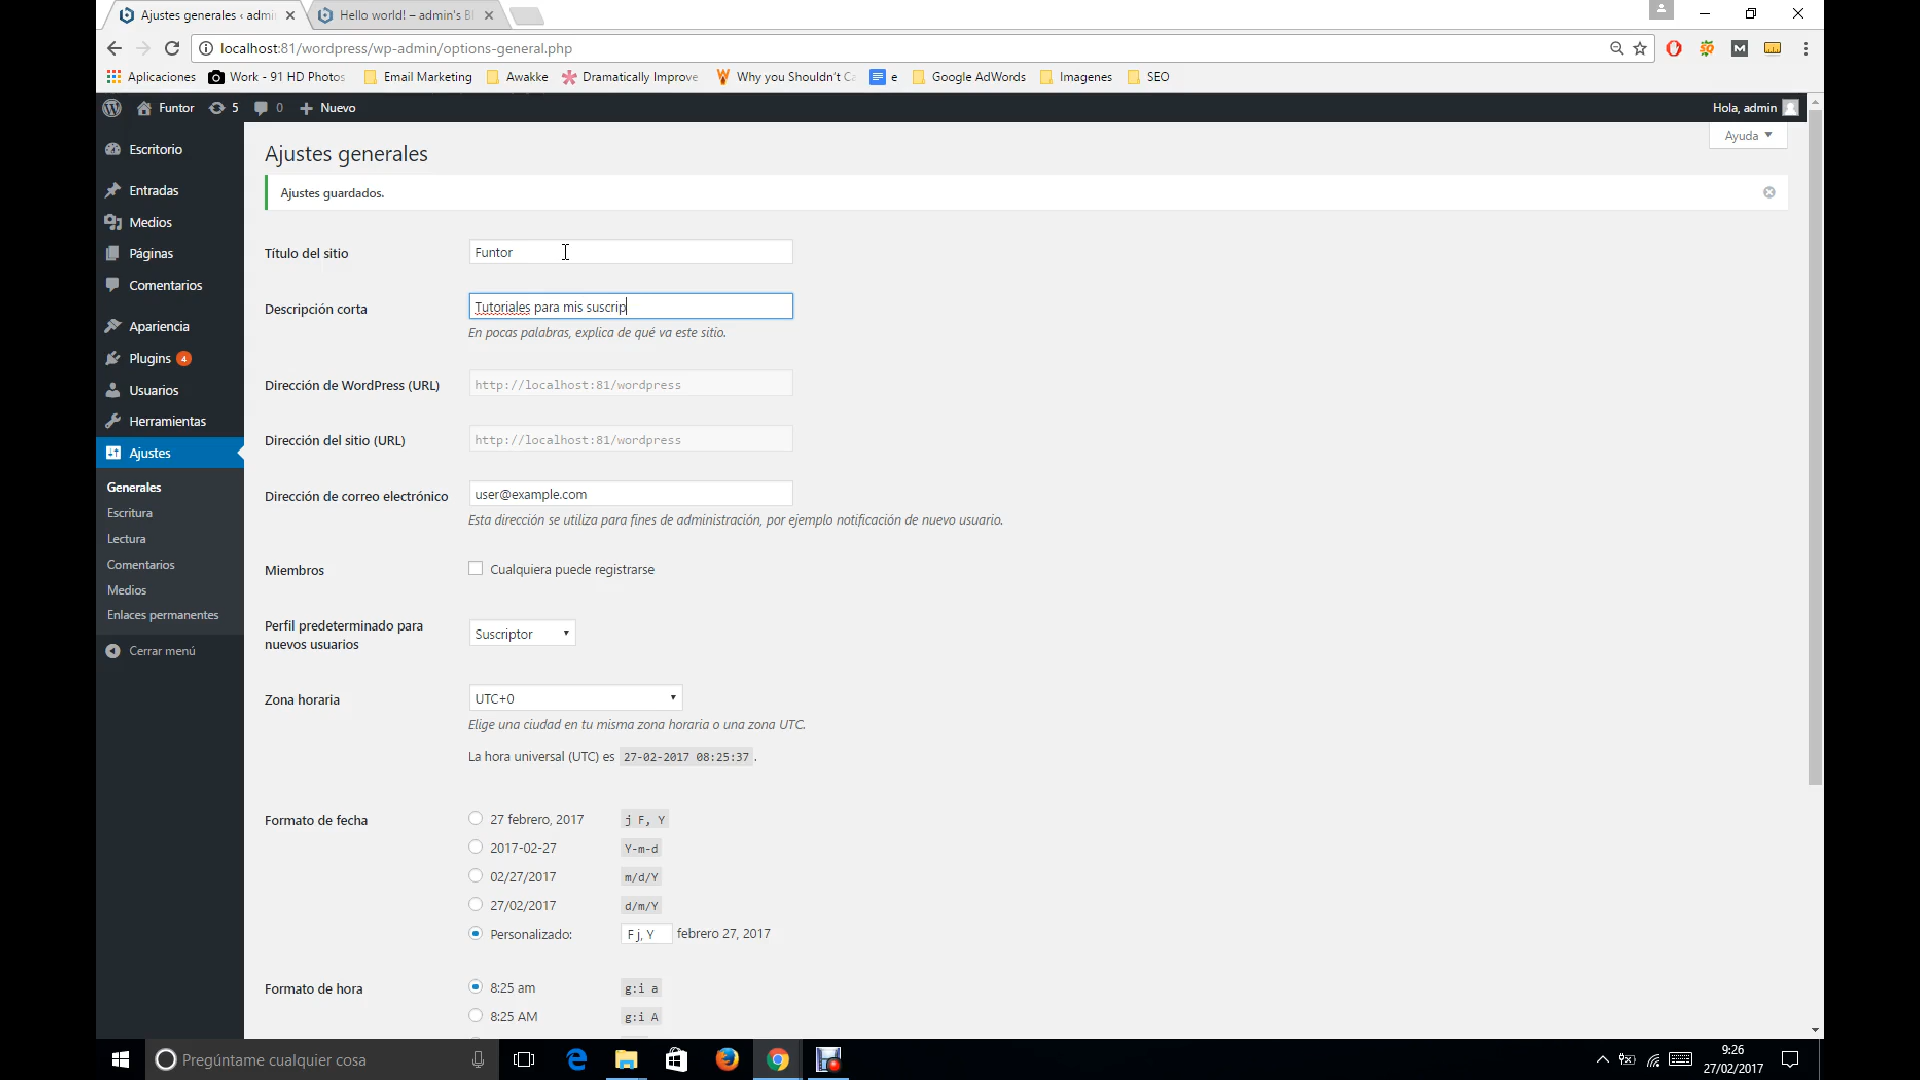 Ajustes generales ‹ admin
Hello world! – admin's Bl
localhost:81/wordpress/wp-admin/options-general.php
Aplicaciones
Work - 91 HD Photos
Email Marketing
Awakke
Dramatically Improve
Why you Shouldn't Ca
e
Google AdWords
Imagenes
SEO
Funtor
5
0
Nuevo
Hola, admin
Ayuda
Escritorio
Entradas
Medios
Páginas
Comentarios
Apariencia
Plugins 4
Usuarios
Herramientas
Ajustes
Generales
Escritura
Lectura
Comentarios
Medios
Enlaces permanentes
Cerrar menú
Ajustes generales
Ajustes guardados.
Título del sitio
Funtor
Descripción corta
Tutoriales para mis suscrip
En pocas palabras, explica de qué va este sitio.
Dirección de WordPress (URL)
http://localhost:81/wordpress
Dirección del sitio (URL)
http://localhost:81/wordpress
Dirección de correo electrónico
user@example.com
Esta dirección se utiliza para fines de administración, por ejemplo notificación de nuevo usuario.
Miembros
Cualquiera puede registrarse
Perfil predeterminado para
nuevos usuarios
Suscriptor
Zona horaria
UTC+0
Elige una ciudad en tu misma zona horaria o una zona UTC.
La hora universal (UTC) es 27-02-2017 08:25:37.
Formato de fecha
27 febrero, 2017 j F, Y
2017-02-27 Y-m-d
02/27/2017 m/d/Y
27/02/2017 d/m/Y
Personalizado: F j, Y febrero 27, 2017
Formato de hora
8:25 am g:i a
8:25 AM g:i A
Pregúntame cualquier cosa
9:26
27/02/2017